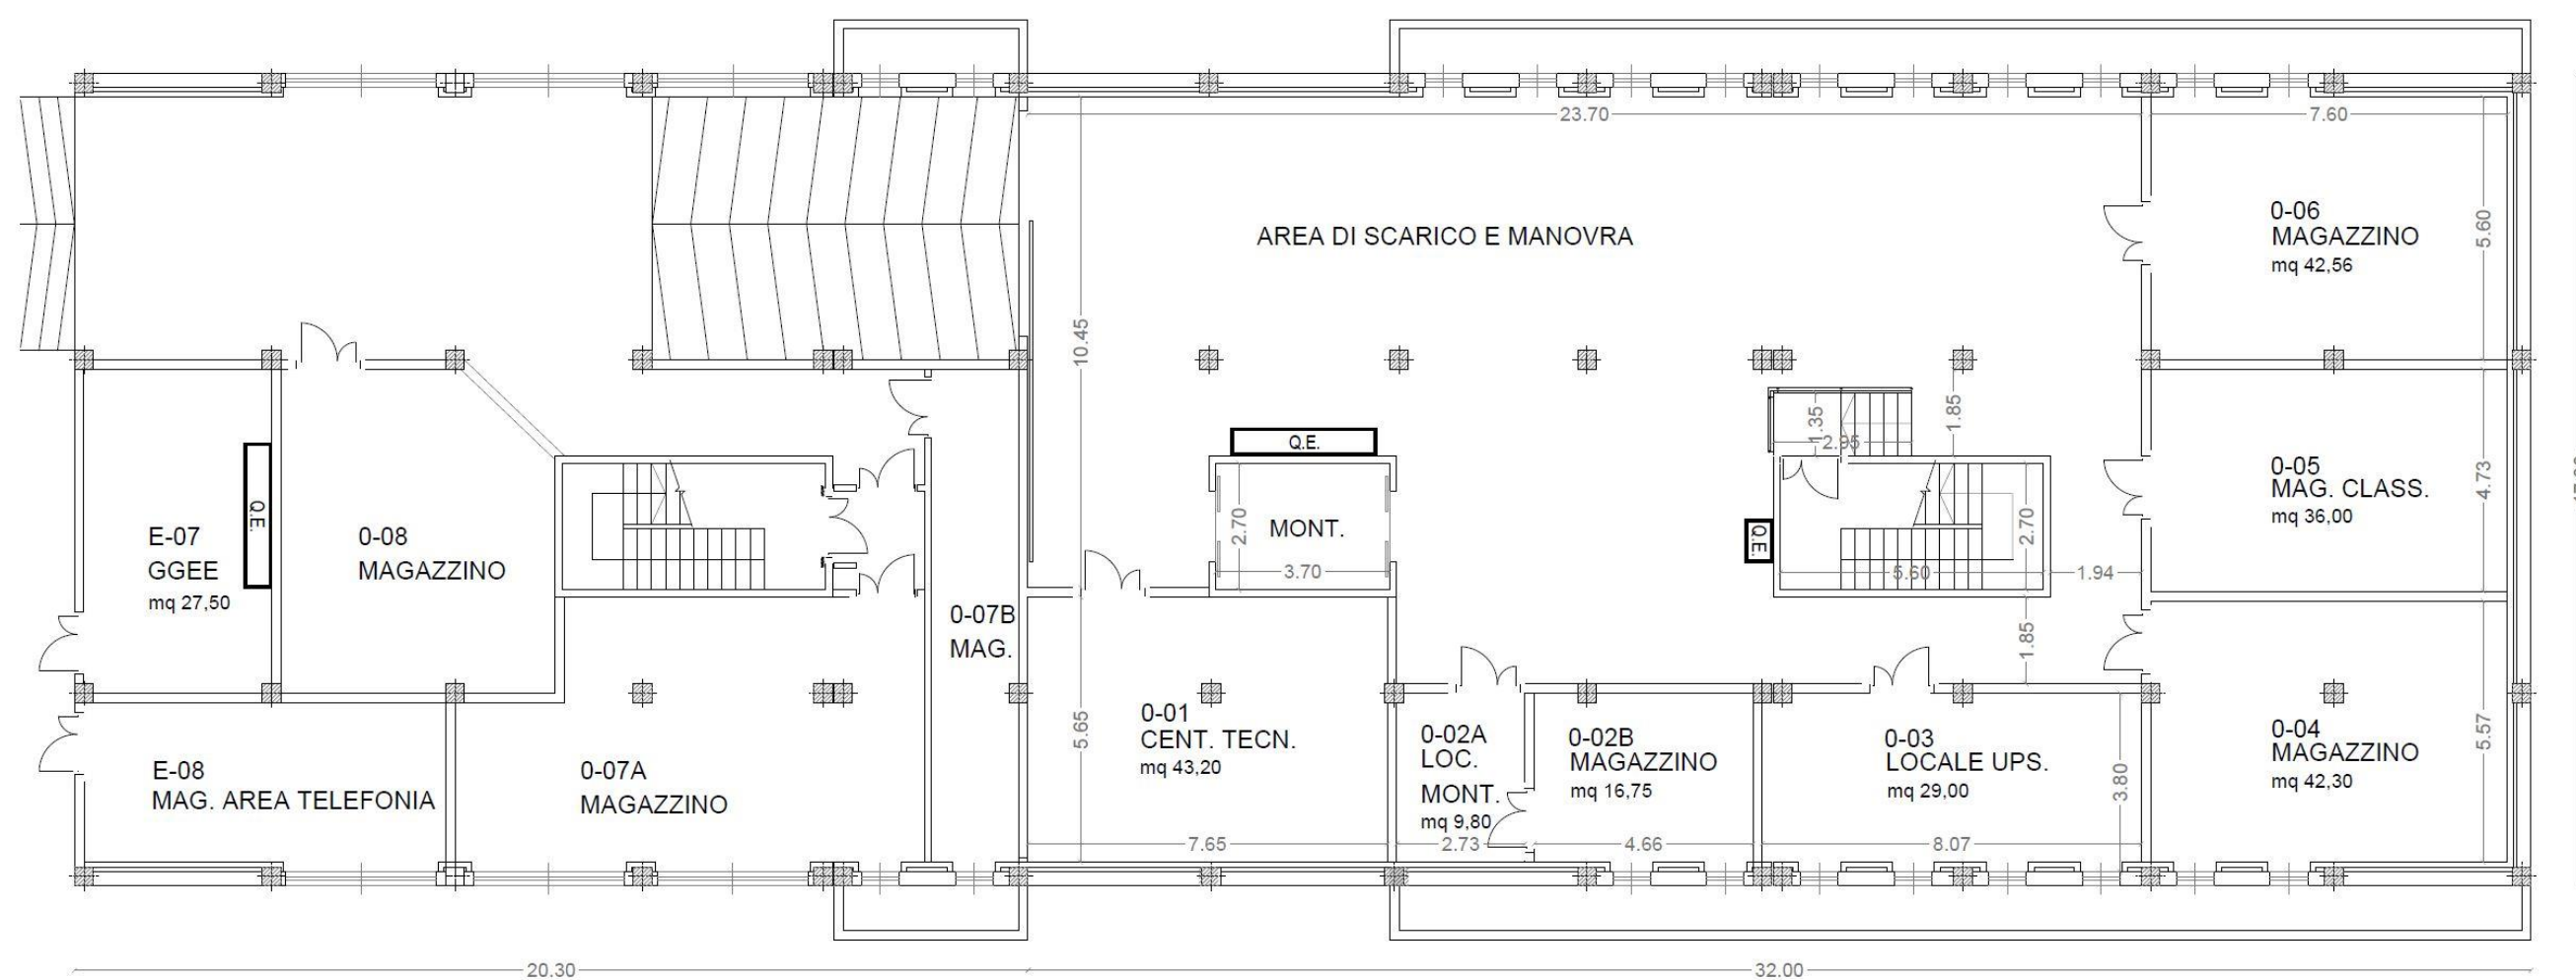 23.70
7.60
0-06
MAGAZZINO
mq 42,56
5.60
AREA DI SCARICO E MANOVRA
10.45
1.35
2.95
1.85
Q.E.
0-05
MAG. CLASS.
mq 36,00
4.73
E-07
GGEE
mq 27,50
Q.E.
0-08
MAGAZZINO
2.70
MONT.
3.70
Q.E.
2.70
5.60
1.94
0-07B
MAG.
1.85
0-01
CENT. TECN.
mq 43,20
5.65
7.65
0-02A
LOC.
MONT.
mq 9,80
2.73
0-02B
MAGAZZINO
mq 16,75
4.66
0-03
LOCALE UPS.
mq 29,00
3.80
8.07
0-04
MAGAZZINO
mq 42,30
5.57
E-08
MAG. AREA TELEFONIA
0-07A
MAGAZZINO
20.30
32.00